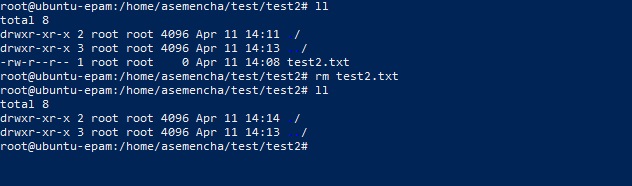 root@ubuntu-epam:/home/asemencha/test/test2# ll
total 8
drwxr-xr-x 2 root root 4096 Apr 11 14:11  /
drwxr-xr-x 3 root root 4096 Apr 11 14:13   /
-rw-r--r-- 1 root root    0 Apr 11 14:08 test2.txt
root@ubuntu-epam:/home/asemencha/test/test2# rm test2.txt
root@ubuntu-epam:/home/asemencha/test/test2# ll
total 8
drwxr-xr-x 2 root root 4096 Apr 11 14:14  /
drwxr-xr-x 3 root root 4096 Apr 11 14:13   /
root@ubuntu-epam:/home/asemencha/test/test2#